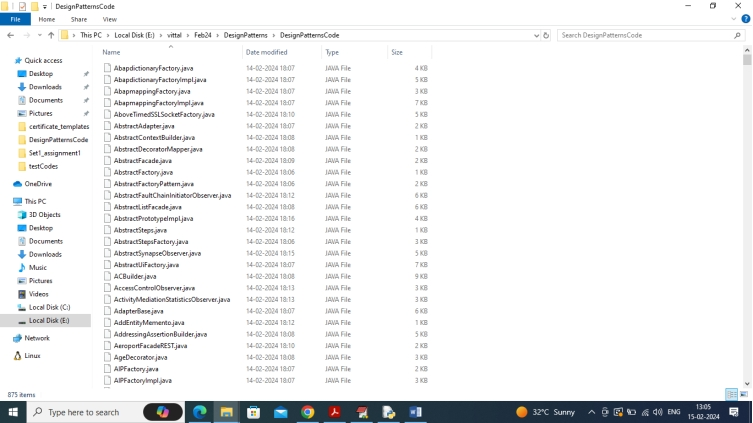 DesignPatternsCode
File Home Share View
This PC › Local Disk (E:) › vittal › Feb24 › DesignPatterns › DesignPatternsCode
Search DesignPatternsCode
Name Date modified Type Size
Quick access
Desktop
Downloads
Documents
Pictures
certificate_templates
DesignPatternsCode
Set1_assignment1
testCodes
OneDrive
This PC
3D Objects
Desktop
Documents
Downloads
Music
Pictures
Videos
Local Disk (C:)
Local Disk (E:)
Network
Linux
AbapdictionaryFactory.java 14-02-2024 18:07 JAVA File 4 KB
AbapdictionaryFactoryImpl.java 14-02-2024 18:07 JAVA File 5 KB
AbapmappingFactory.java 14-02-2024 18:07 JAVA File 3 KB
AbapmappingFactoryImpl.java 14-02-2024 18:07 JAVA File 7 KB
AboveTimedSSLSocketFactory.java 14-02-2024 18:10 JAVA File 5 KB
AbstractAdapter.java 14-02-2024 18:07 JAVA File 2 KB
AbstractContextBuilder.java 14-02-2024 18:08 JAVA File 1 KB
AbstractDecoratorMapper.java 14-02-2024 18:08 JAVA File 2 KB
AbstractFacade.java 14-02-2024 18:09 JAVA File 2 KB
AbstractFactory.java 14-02-2024 18:06 JAVA File 1 KB
AbstractFactoryPattern.java 14-02-2024 18:06 JAVA File 2 KB
AbstractFaultChainInitiatorObserver.java 14-02-2024 18:12 JAVA File 6 KB
AbstractListFacade.java 14-02-2024 18:08 JAVA File 6 KB
AbstractPrototypeImpl.java 14-02-2024 18:16 JAVA File 4 KB
AbstractSteps.java 14-02-2024 18:12 JAVA File 1 KB
AbstractStepsFactory.java 14-02-2024 18:06 JAVA File 3 KB
AbstractSynapseObserver.java 14-02-2024 18:15 JAVA File 5 KB
AbstractUiFactory.java 14-02-2024 18:07 JAVA File 7 KB
ACBuilder.java 14-02-2024 18:08 JAVA File 9 KB
AccessControlObserver.java 14-02-2024 18:13 JAVA File 3 KB
ActivityMediationStatisticsObserver.java 14-02-2024 18:13 JAVA File 3 KB
AdapterBase.java 14-02-2024 18:07 JAVA File 6 KB
AddEntityMemento.java 14-02-2024 18:12 JAVA File 1 KB
AddressingAssertionBuilder.java 14-02-2024 18:08 JAVA File 5 KB
AeroportFacadeREST.java 14-02-2024 18:10 JAVA File 2 KB
AgeDecorator.java 14-02-2024 18:08 JAVA File 3 KB
AIPFactory.java 14-02-2024 18:07 JAVA File 2 KB
AIPFactoryImpl.java 14-02-2024 18:07 JAVA File 3 KB
875 items
Type here to search
32°C Sunny
ENG
13:05
15-02-2024